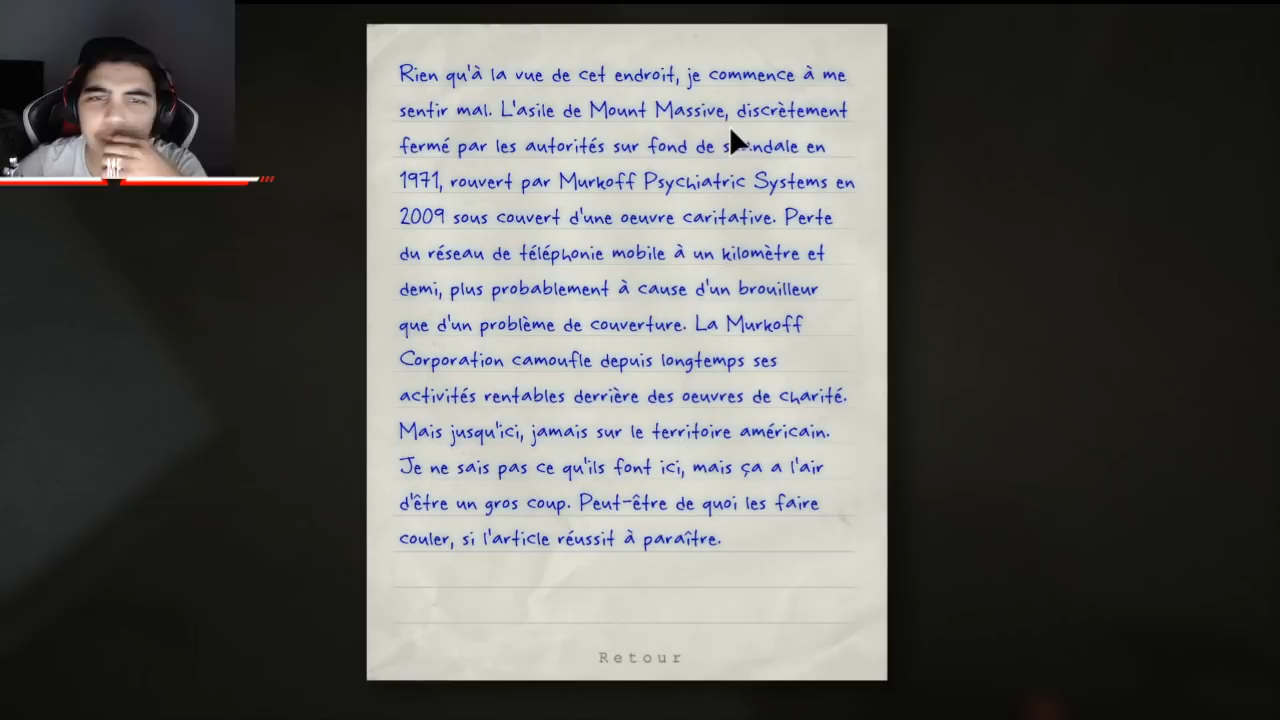 Rien qu'à la vue de cet endroit, je commence à me
sentir mal. L'asile de Mount Massive, discrètement
fermé par les autorités sur fond de scandale en
1971, rouvert par Murkoff Psychiatric Systems en
2009 sous couvert d'une oeuvre caritative. Perte
du réseau de téléphonie mobile à un kilomètre et
demi, plus probablement à cause d'un brouilleur
que d'un problème de couverture. La Murkoff
Corporation camoufle depuis longtemps ses
activités rentables derrière des oeuvres de charité.
Mais jusqu'ici, jamais sur le territoire américain.
Je ne sais pas ce qu'ils font ici, mais ça a l'air
d'être un gros coup. Peut-être de quoi les faire
couler, si l'article réussit à paraître.
Retour